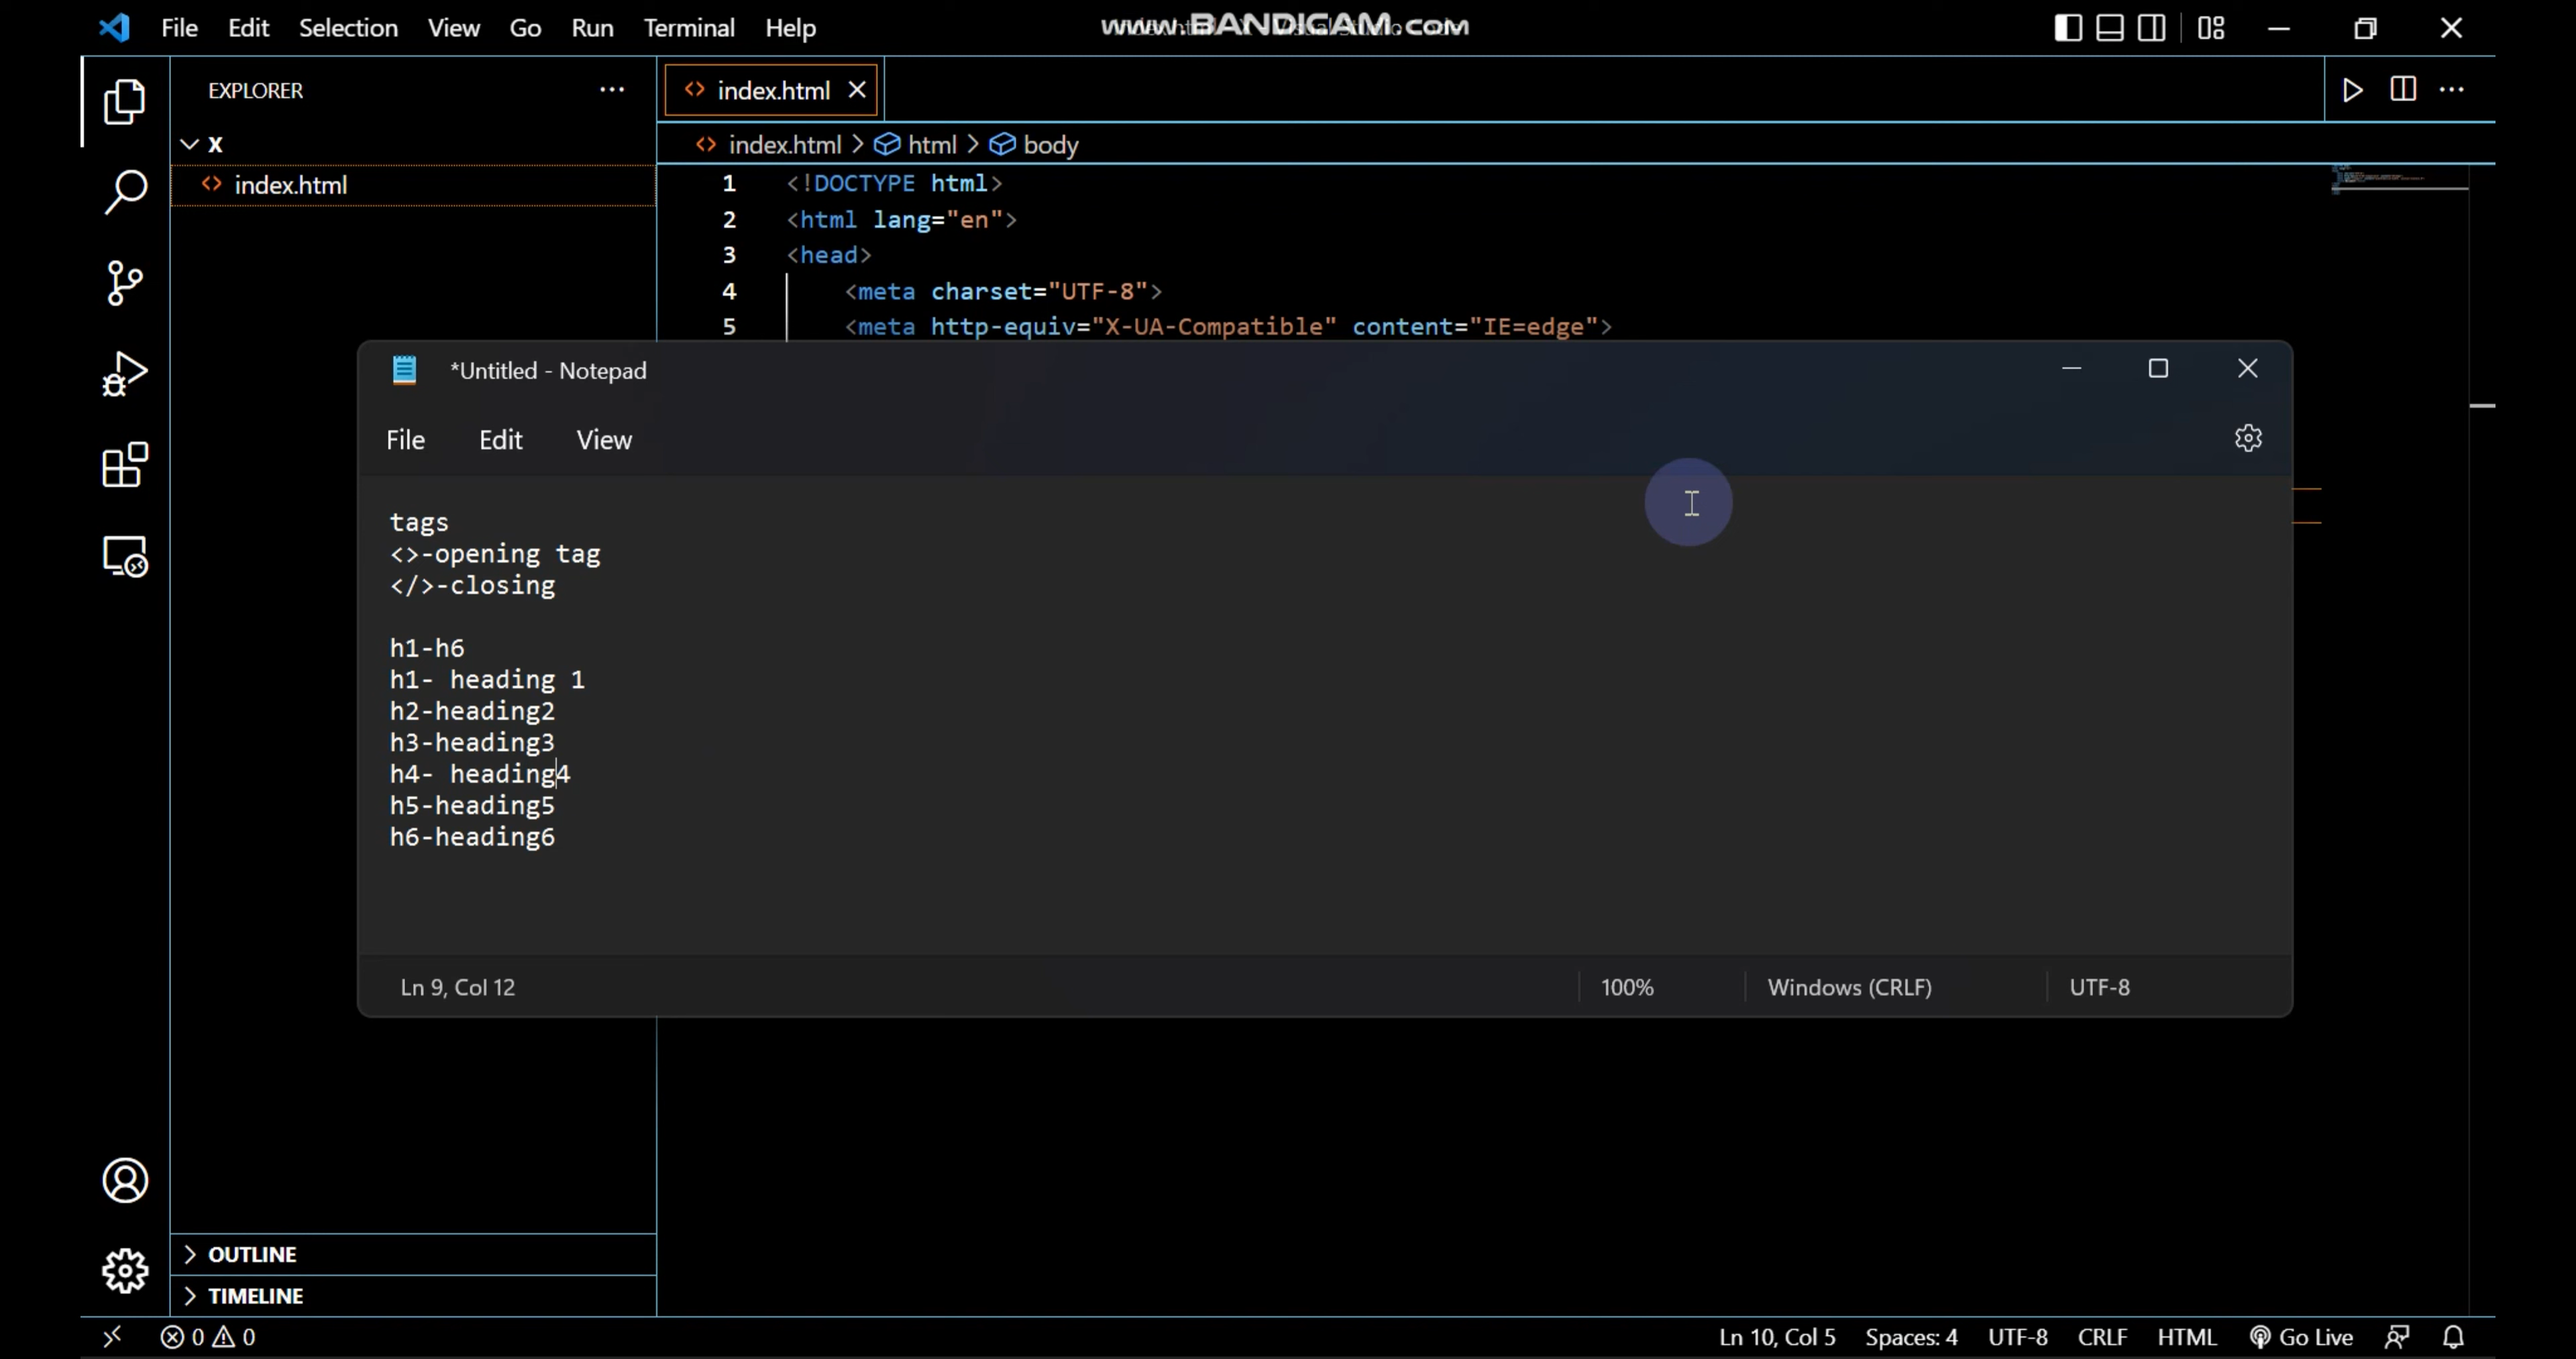 File Edit Selection View Go Run Terminal Help
www.BANDICAM.com
EXPLORER
index.html
X
index.html > html > body
index.html
1 <!DOCTYPE html>
2 <html lang="en">
3 <head>
4 <meta charset="UTF-8">
5 <meta http-equiv="X-UA-Compatible" content="IE=edge">
*Untitled - Notepad
File Edit View
tags
<>-opening tag
</>-closing
h1-h6
h1- heading 1
h2-heading2
h3-heading3
h4- heading4
h5-heading5
h6-heading6
Ln 9, Col 12 100% Windows (CRLF) UTF-8
OUTLINE
TIMELINE
0 0 Ln 10, Col 5 Spaces: 4 UTF-8 CRLF HTML Go Live